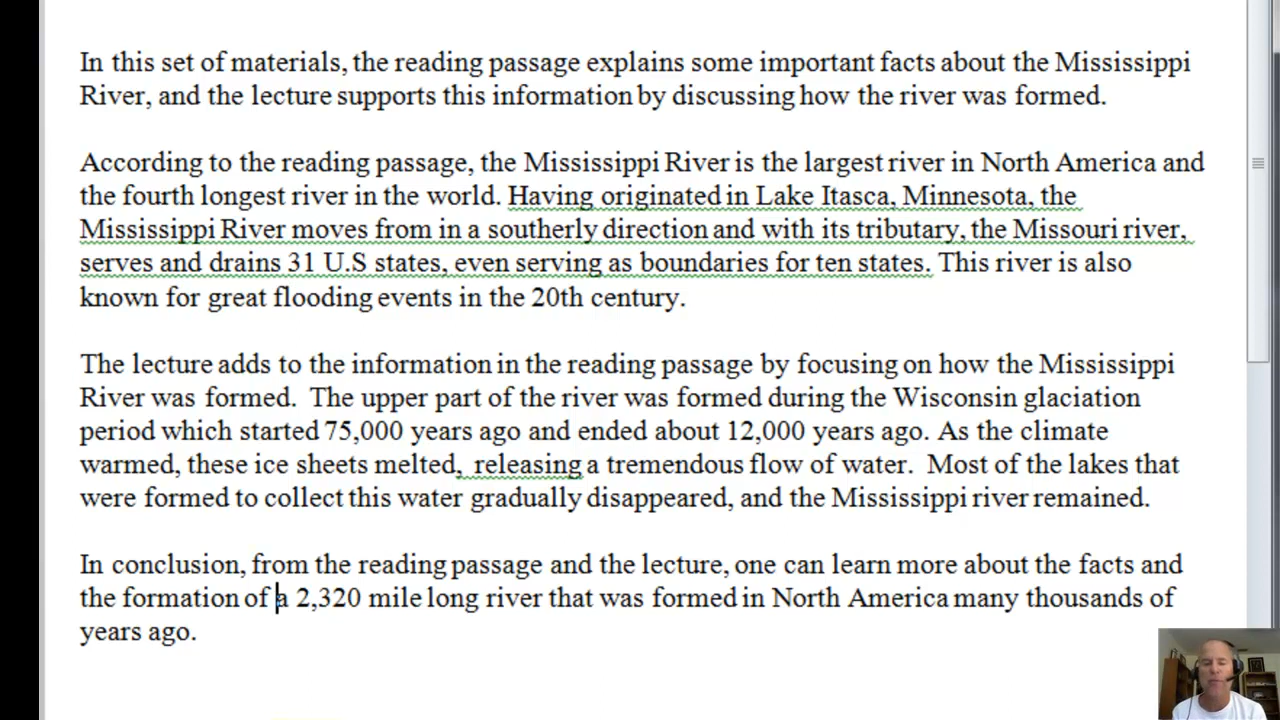 In this set of materials, the reading passage explains some important facts about the Mississippi
River, and the lecture supports this information by discussing how the river was formed.
According to the reading passage, the Mississippi River is the largest river in North America and
the fourth longest river in the world. Having originated in Lake Itasca, Minnesota, the
Mississippi River moves from in a southerly direction and with its tributary, the Missouri river,
serves and drains 31 U.S states, even serving as boundaries for ten states. This river is also
known for great flooding events in the 20th century.
The lecture adds to the information in the reading passage by focusing on how the Mississippi
River was formed.  The upper part of the river was formed during the Wisconsin glaciation
period which started 75,000 years ago and ended about 12,000 years ago. As the climate
warmed, these ice sheets melted,  releasing a tremendous flow of water.  Most of the lakes that
were formed to collect this water gradually disappeared, and the Mississippi river remained.
In conclusion, from the reading passage and the lecture, one can learn more about the facts and
the formation of a 2,320 mile long river that was formed in North America many thousands of
years ago.